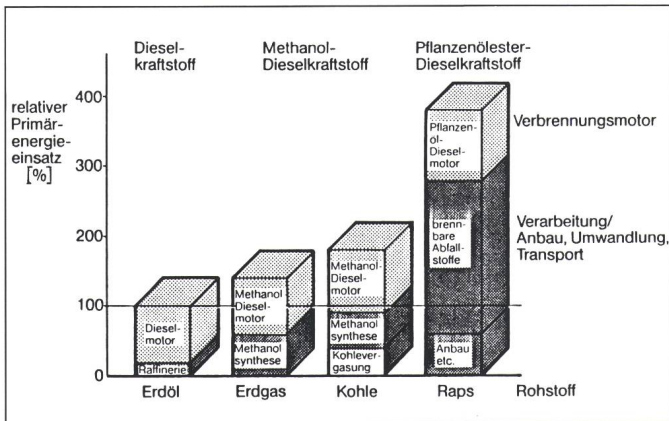 Diesel-
kraftstoff
Methanol-
Dieselkraftstoff
Pflanzenölester-
Dieselkraftstoff
relativer
Primär-
energie-
einsatz
[%]
400
300
200
100
0
Diesel-
motor
Raffinerie
Methanol
Diesel-
motor
Methanol
synthese
Methanol-
Diesel-
motor
Methanol
synthese
Kohlever-
gasung
Pflanzen-
öl-
Diesel-
motor
brenn-
bare
Abfall-
stoffe
Anbau
etc.
Verbrennungsmotor
Verarbeitung/
Anbau, Umwandlung,
Transport
Erdöl
Erdgas
Kohle
Raps
Rohstoff